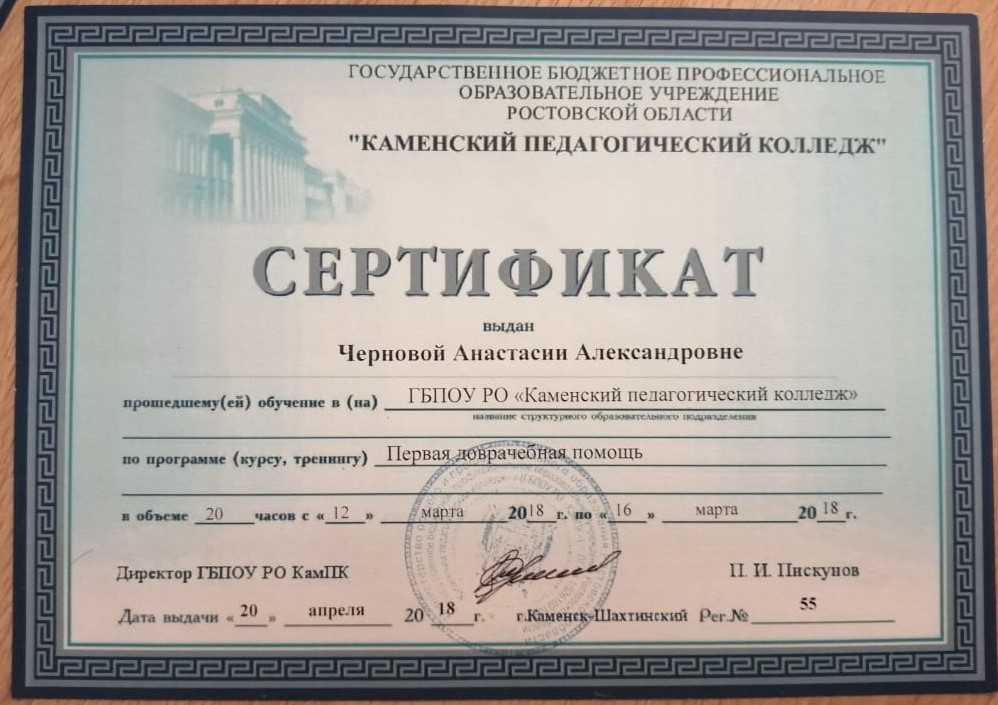 ГОСУДАРСТВЕННОЕ БЮДЖЕТНОЕ ПРОФЕССИОНАЛЬНОЕ
ОБРАЗОВАТЕЛЬНОЕ УЧРЕЖДЕНИЕ
РОСТОВСКОЙ ОБЛАСТИ
"КАМЕНСКИЙ ПЕДАГОГИЧЕСКИЙ КОЛЛЕДЖ"
СЕРТИФИКАТ
выдан
Черновой Анастасии Александровне
прошедшему(ей) обучение в (на) ГБПОУ РО «Каменский педагогический колледж»
название структурного образовательного подразделения
по программе (курсу, тренингу) Первая доврачебная помощь
в объеме 20 часов с «12» марта 2018 г. по «16» марта 2018 г.
Директор ГБПОУ РО КамПК П. И. Пискунов
Дата выдачи «20» апреля 2018 г. г.Каменск-Шахтинский Рег.№ 55